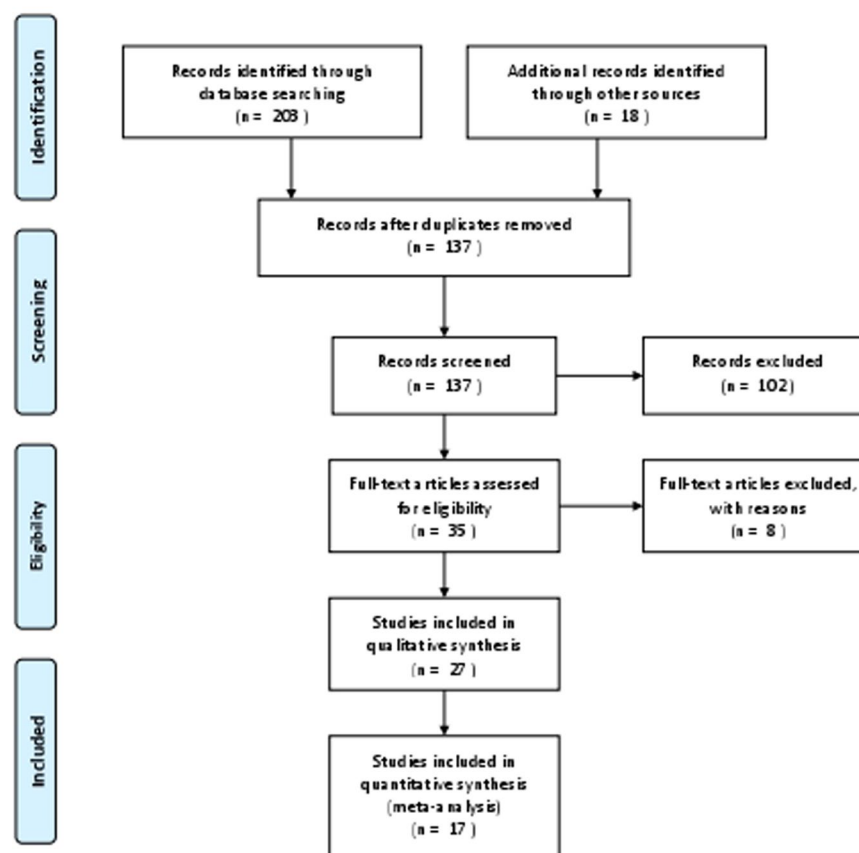 Identification
Records identified through
database searching
(n = 203 )
Additional records identified
through other sources
(n = 18 )
Records after duplicates removed
(n = 137 )
Screening
Records screened
(n = 137 )
Records excluded
(n = 102)
Eligibility
Full-text articles assessed
for eligibility
(n = 35 )
Full-text articles excluded,
with reasons
(n = 8 )
Studies included in
qualitative synthesis
(n = 27 )
Included
Studies included in
quantitative synthesis
(meta-analysis)
(n = 17 )